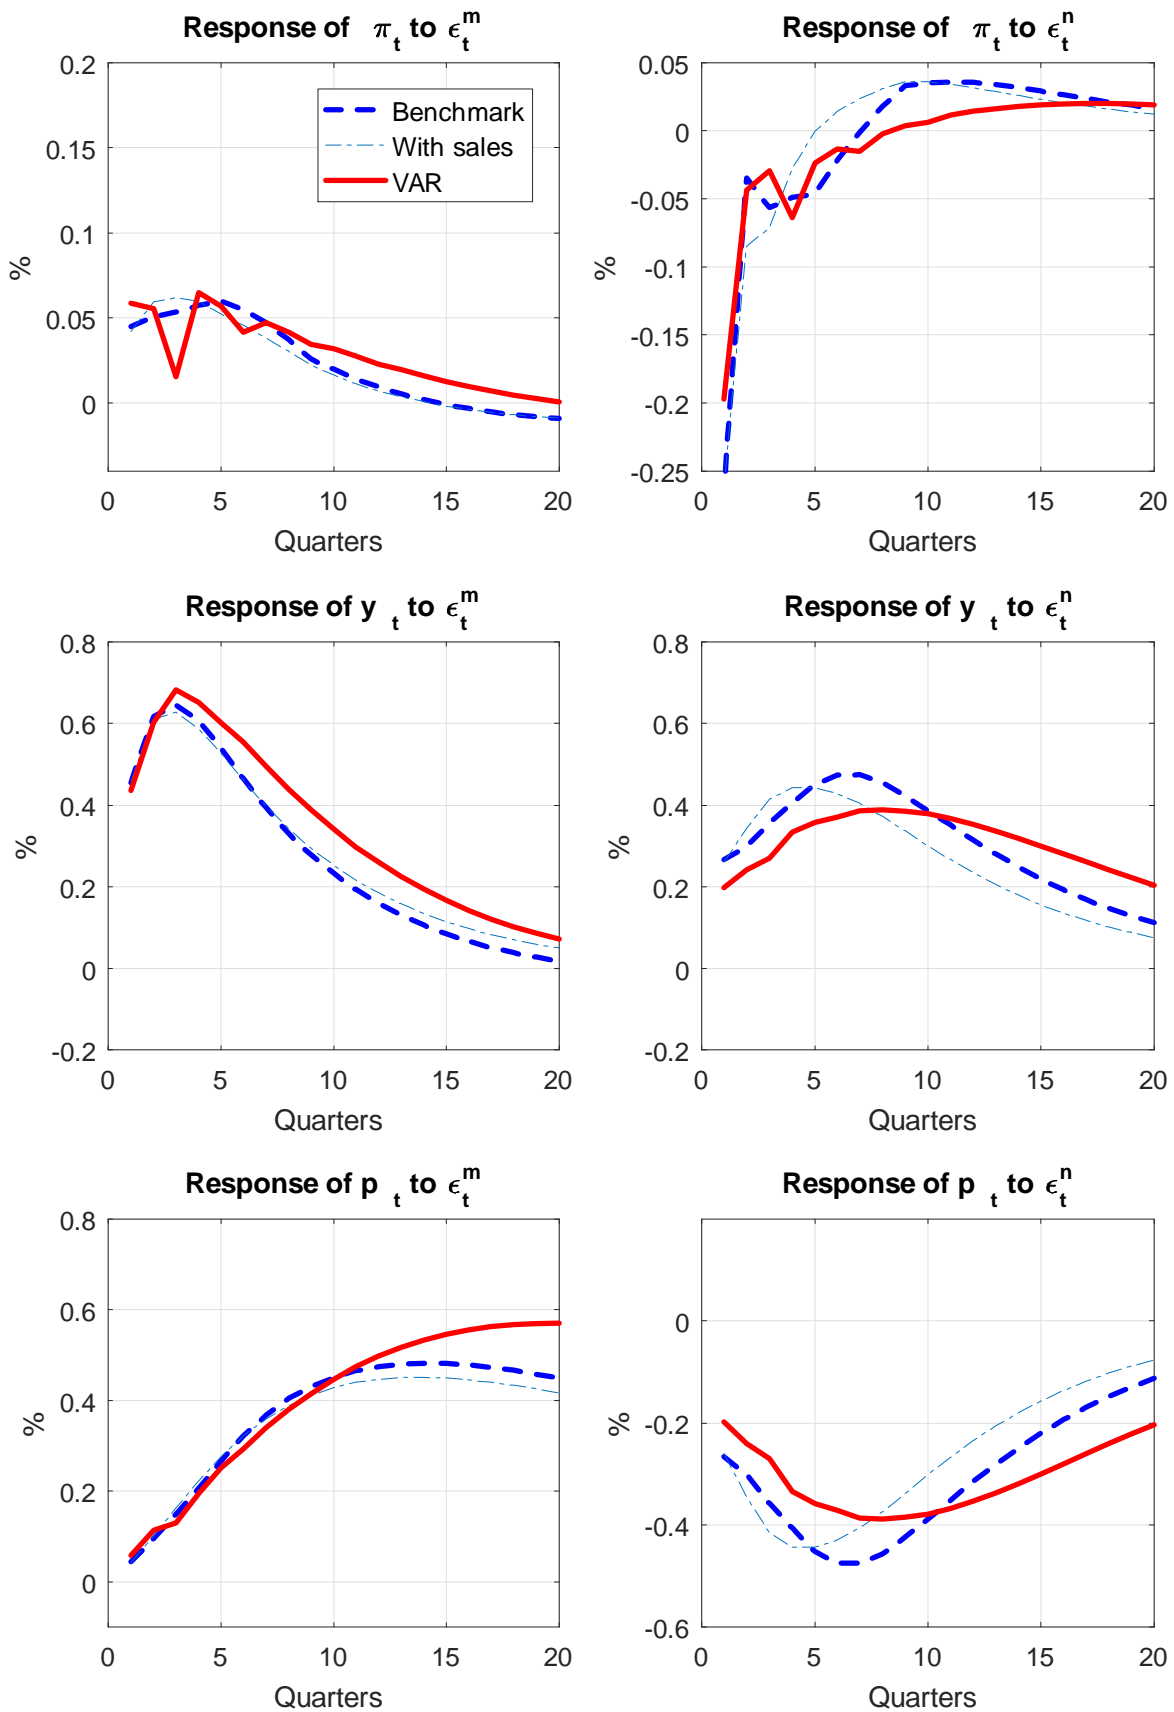 Response of π_t to ϵ_t^m
0.2
0.15
0.1
0.05
0
%
Benchmark
With sales
VAR
0 5 10 15 20
Quarters
Response of π_t to ϵ_t^n
0.05
0
-0.05
-0.1
-0.15
-0.2
-0.25
%
0 5 10 15 20
Quarters
Response of y_t to ϵ_t^m
0.8
0.6
0.4
0.2
0
-0.2
%
0 5 10 15 20
Quarters
Response of y_t to ϵ_t^n
0.8
0.6
0.4
0.2
0
-0.2
%
0 5 10 15 20
Quarters
Response of p_t to ϵ_t^m
0.8
0.6
0.4
0.2
0
%
0 5 10 15 20
Quarters
Response of p_t to ϵ_t^n
0
-0.2
-0.4
-0.6
%
0 5 10 15 20
Quarters